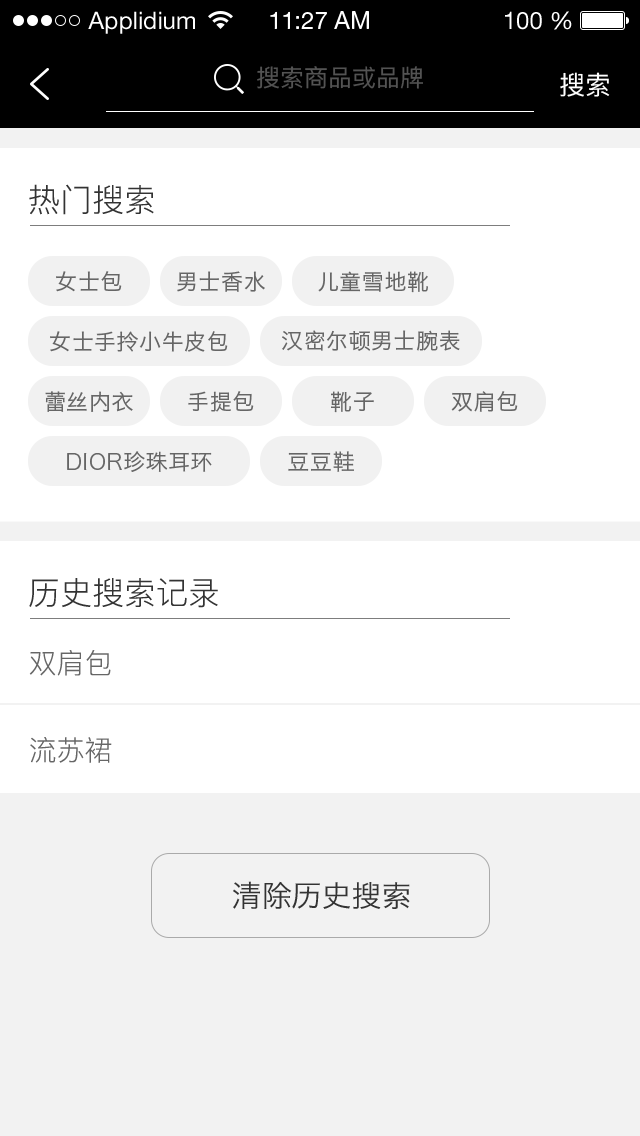 Applidium 11:27 AM 100 %
搜索商品或品牌 搜索
热门搜索
女士包 男士香水 儿童雪地靴
女士手拎小牛皮包 汉密尔顿男士腕表
蕾丝内衣 手提包 靴子 双肩包
DIOR珍珠耳环 豆豆鞋
历史搜索记录
双肩包
流苏裙
清除历史搜索